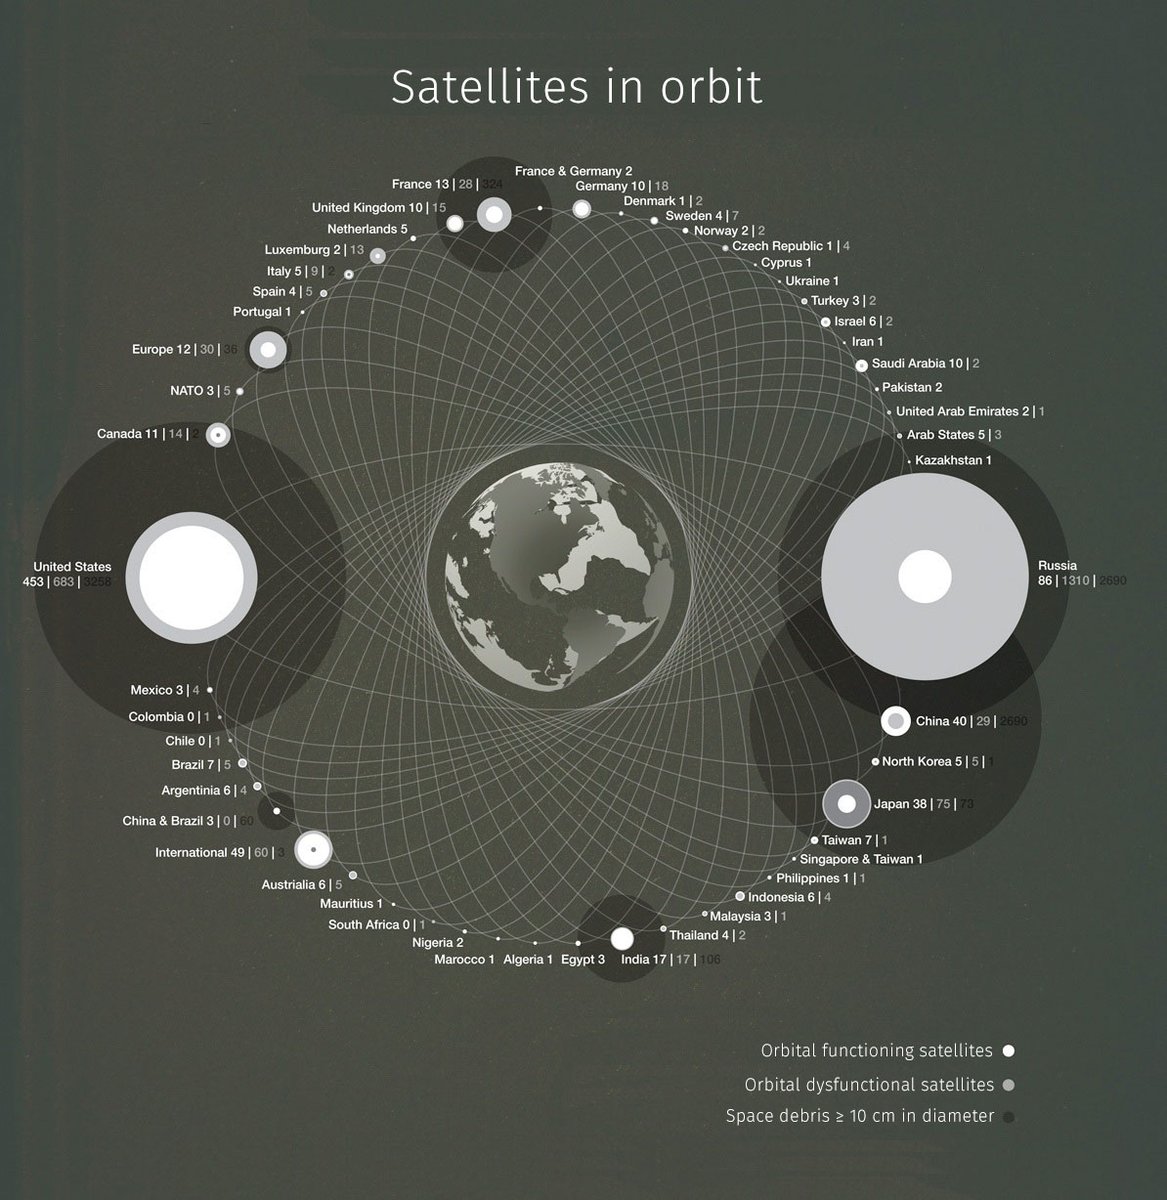 Satellites in orbit
France & Germany 2
France 13 | 28 | 324
Germany 10 | 18
United Kingdom 10 | 15
Denmark 1 | 2
Netherlands 5
Sweden 4 | 7
Norway 2 | 2
Luxemburg 2 | 13
Czech Republic 1 | 4
Italy 5 | 9 | 2
Cyprus 1
Spain 4 | 5
Ukraine 1
Portugal 1
Turkey 3 | 2
Israel 6 | 2
Europe 12 | 30 | 36
Iran 1
Saudi Arabia 10 | 2
NATO 3 | 5
Pakistan 2
United Arab Emirates 2 | 1
Canada 11 | 14 | 2
Arab States 5 | 3
Kazakhstan 1
United States
453 | 683 | 3258
Russia
86 | 1310 | 2690
Mexico 3 | 4
Colombia 0 | 1
China 40 | 29 | 2690
Chile 0 | 1
Brazil 7 | 5
North Korea 5 | 5 | 1
Argentinia 6 | 4
Japan 38 | 75 | 73
China & Brazil 3 | 0 | 60
Taiwan 7 | 1
International 49 | 60 | 3
Singapore & Taiwan 1
Austrialia 6 | 5
Philippines 1 | 1
Mauritius 1
Indonesia 6 | 4
South Africa 0 | 1
Malaysia 3 | 1
Nigeria 2
Thailand 4 | 2
Marocco 1
Algeria 1
Egypt 3
India 17 | 17 | 106
Orbital functioning satellites
Orbital dysfunctional satellites
Space debris ≥ 10 cm in diameter